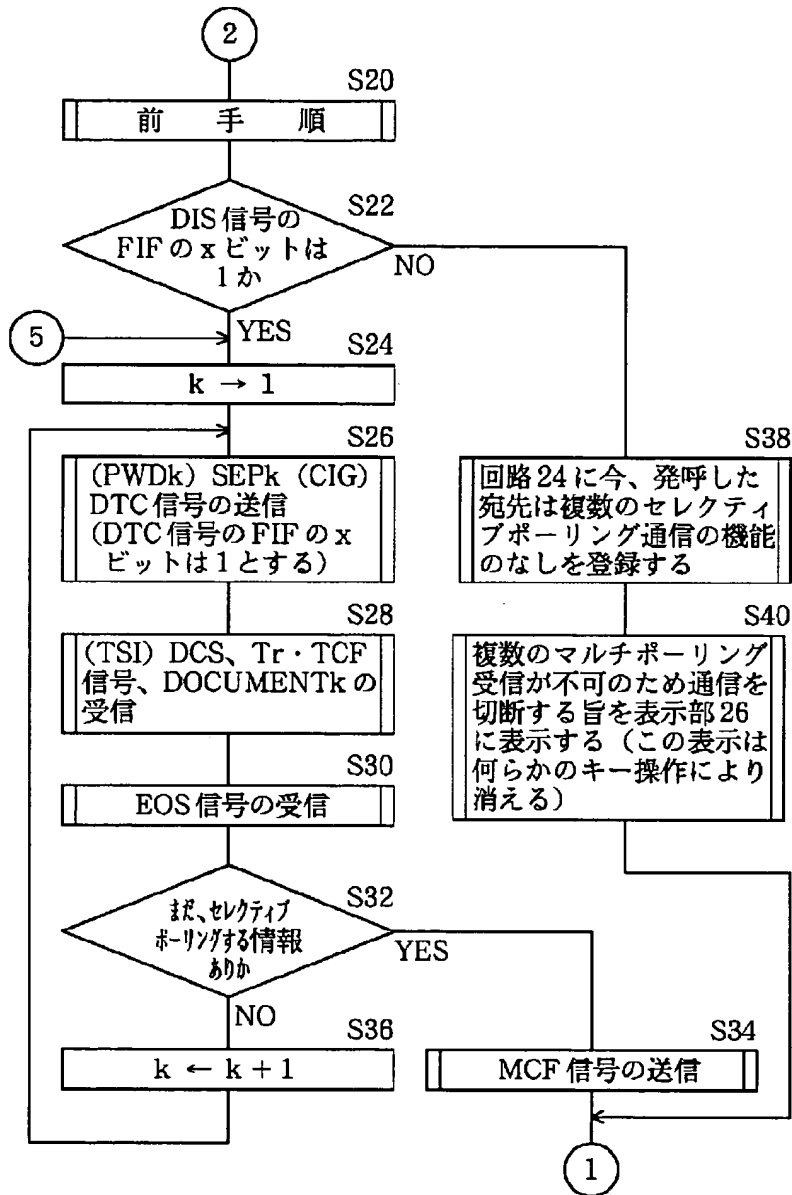 2
S20
前 手 順
S22
DIS信号の
FIFのxビットは
1か
NO
5
YES
S24
k → 1
S26
(PWDk) SEPk (CIG)
DTC信号の送信
(DTC信号のFIFのx
ビットは1とする)
S38
回路24に今、発呼した
宛先は複数のセレクティ
ブポーリング通信の機能
のなしを登録する
S28
(TSI) DCS、Tr・TCF
信号、DOCUMENTkの
受信
S40
複数のマルチポーリング
受信が不可のため通信を
切断する旨を表示部26
に表示する（この表示は
何らかのキー操作により
消える）
S30
EOS信号の受信
S32
まだ、セレクティブ
ポーリングする情報
ありか
YES
NO
S36
k ← k + 1
S34
MCF信号の送信
1